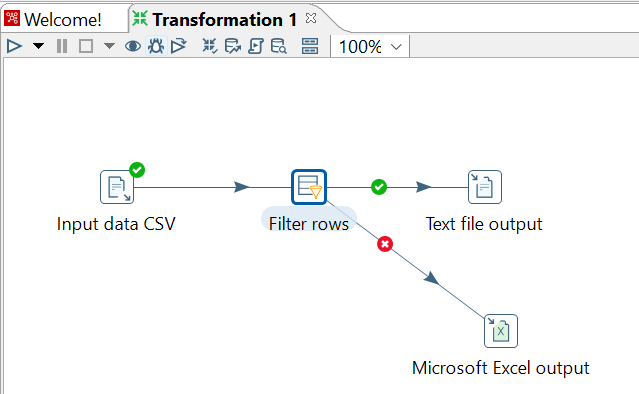 Welcome!
Transformation 1
100%
Input data CSV
Filter rows
Text file output
X
Microsoft Excel output